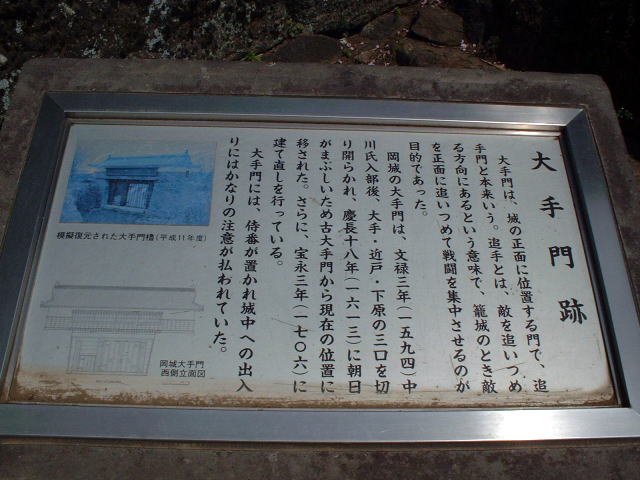 大手門跡
大手門は、城の正面に位置する門で、追
手門と本来いう。追手とは、敵を追いつめ
る方向にあるという意味で、籠城のとき敵
を正面に追いつめて戦闘を集中させるのが
目的であった。
岡城の大手門は、文禄三年(一五九四)中
川氏入部後、大手・近戸・下原の三口を切
り開らかれ、慶長十八年(一六一三)に朝日
がまぶしいため古大手門から現在の位置に
移された。さらに、宝永三年(一七〇六)に
建て直しを行っている。
大手門には、侍番が置かれ城中への出入
りにはかなりの注意が払われていた。
模擬復元された大手門櫓(平成11年度)
岡城大手門
西側立面図